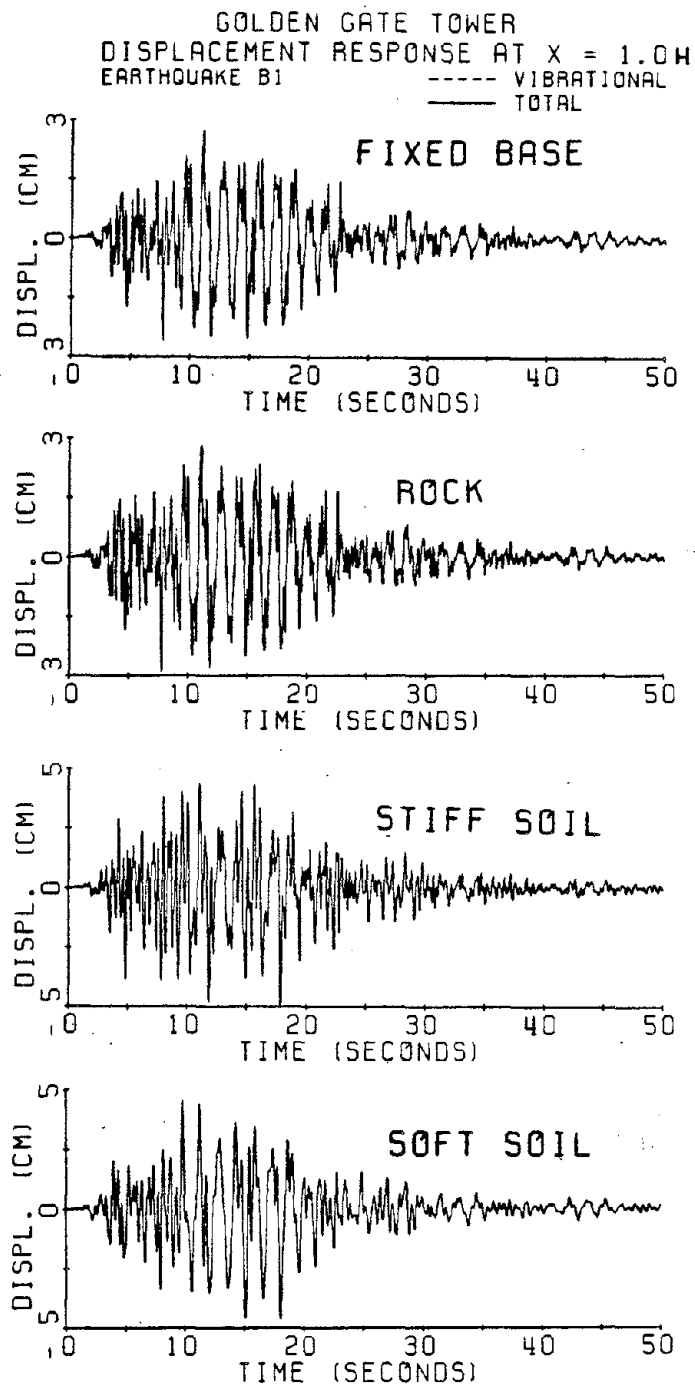 GOLDEN GATE TOWER
DISPLACEMENT RESPONSE AT X = 1.0H
EARTHQUAKE B1
----- VIBRATIONAL
—— TOTAL
FIXED BASE
DISPL. (CM)
3
0
3
0 10 20 30 40 50
TIME (SECONDS)
ROCK
DISPL. (CM)
3
0
3
0 10 20 30 40 50
TIME (SECONDS)
STIFF SOIL
DISPL. (CM)
5
0
5
0 10 20 30 40 50
TIME (SECONDS)
SOFT SOIL
DISPL. (CM)
5
0
5
0 10 20 30 40 50
TIME (SECONDS)